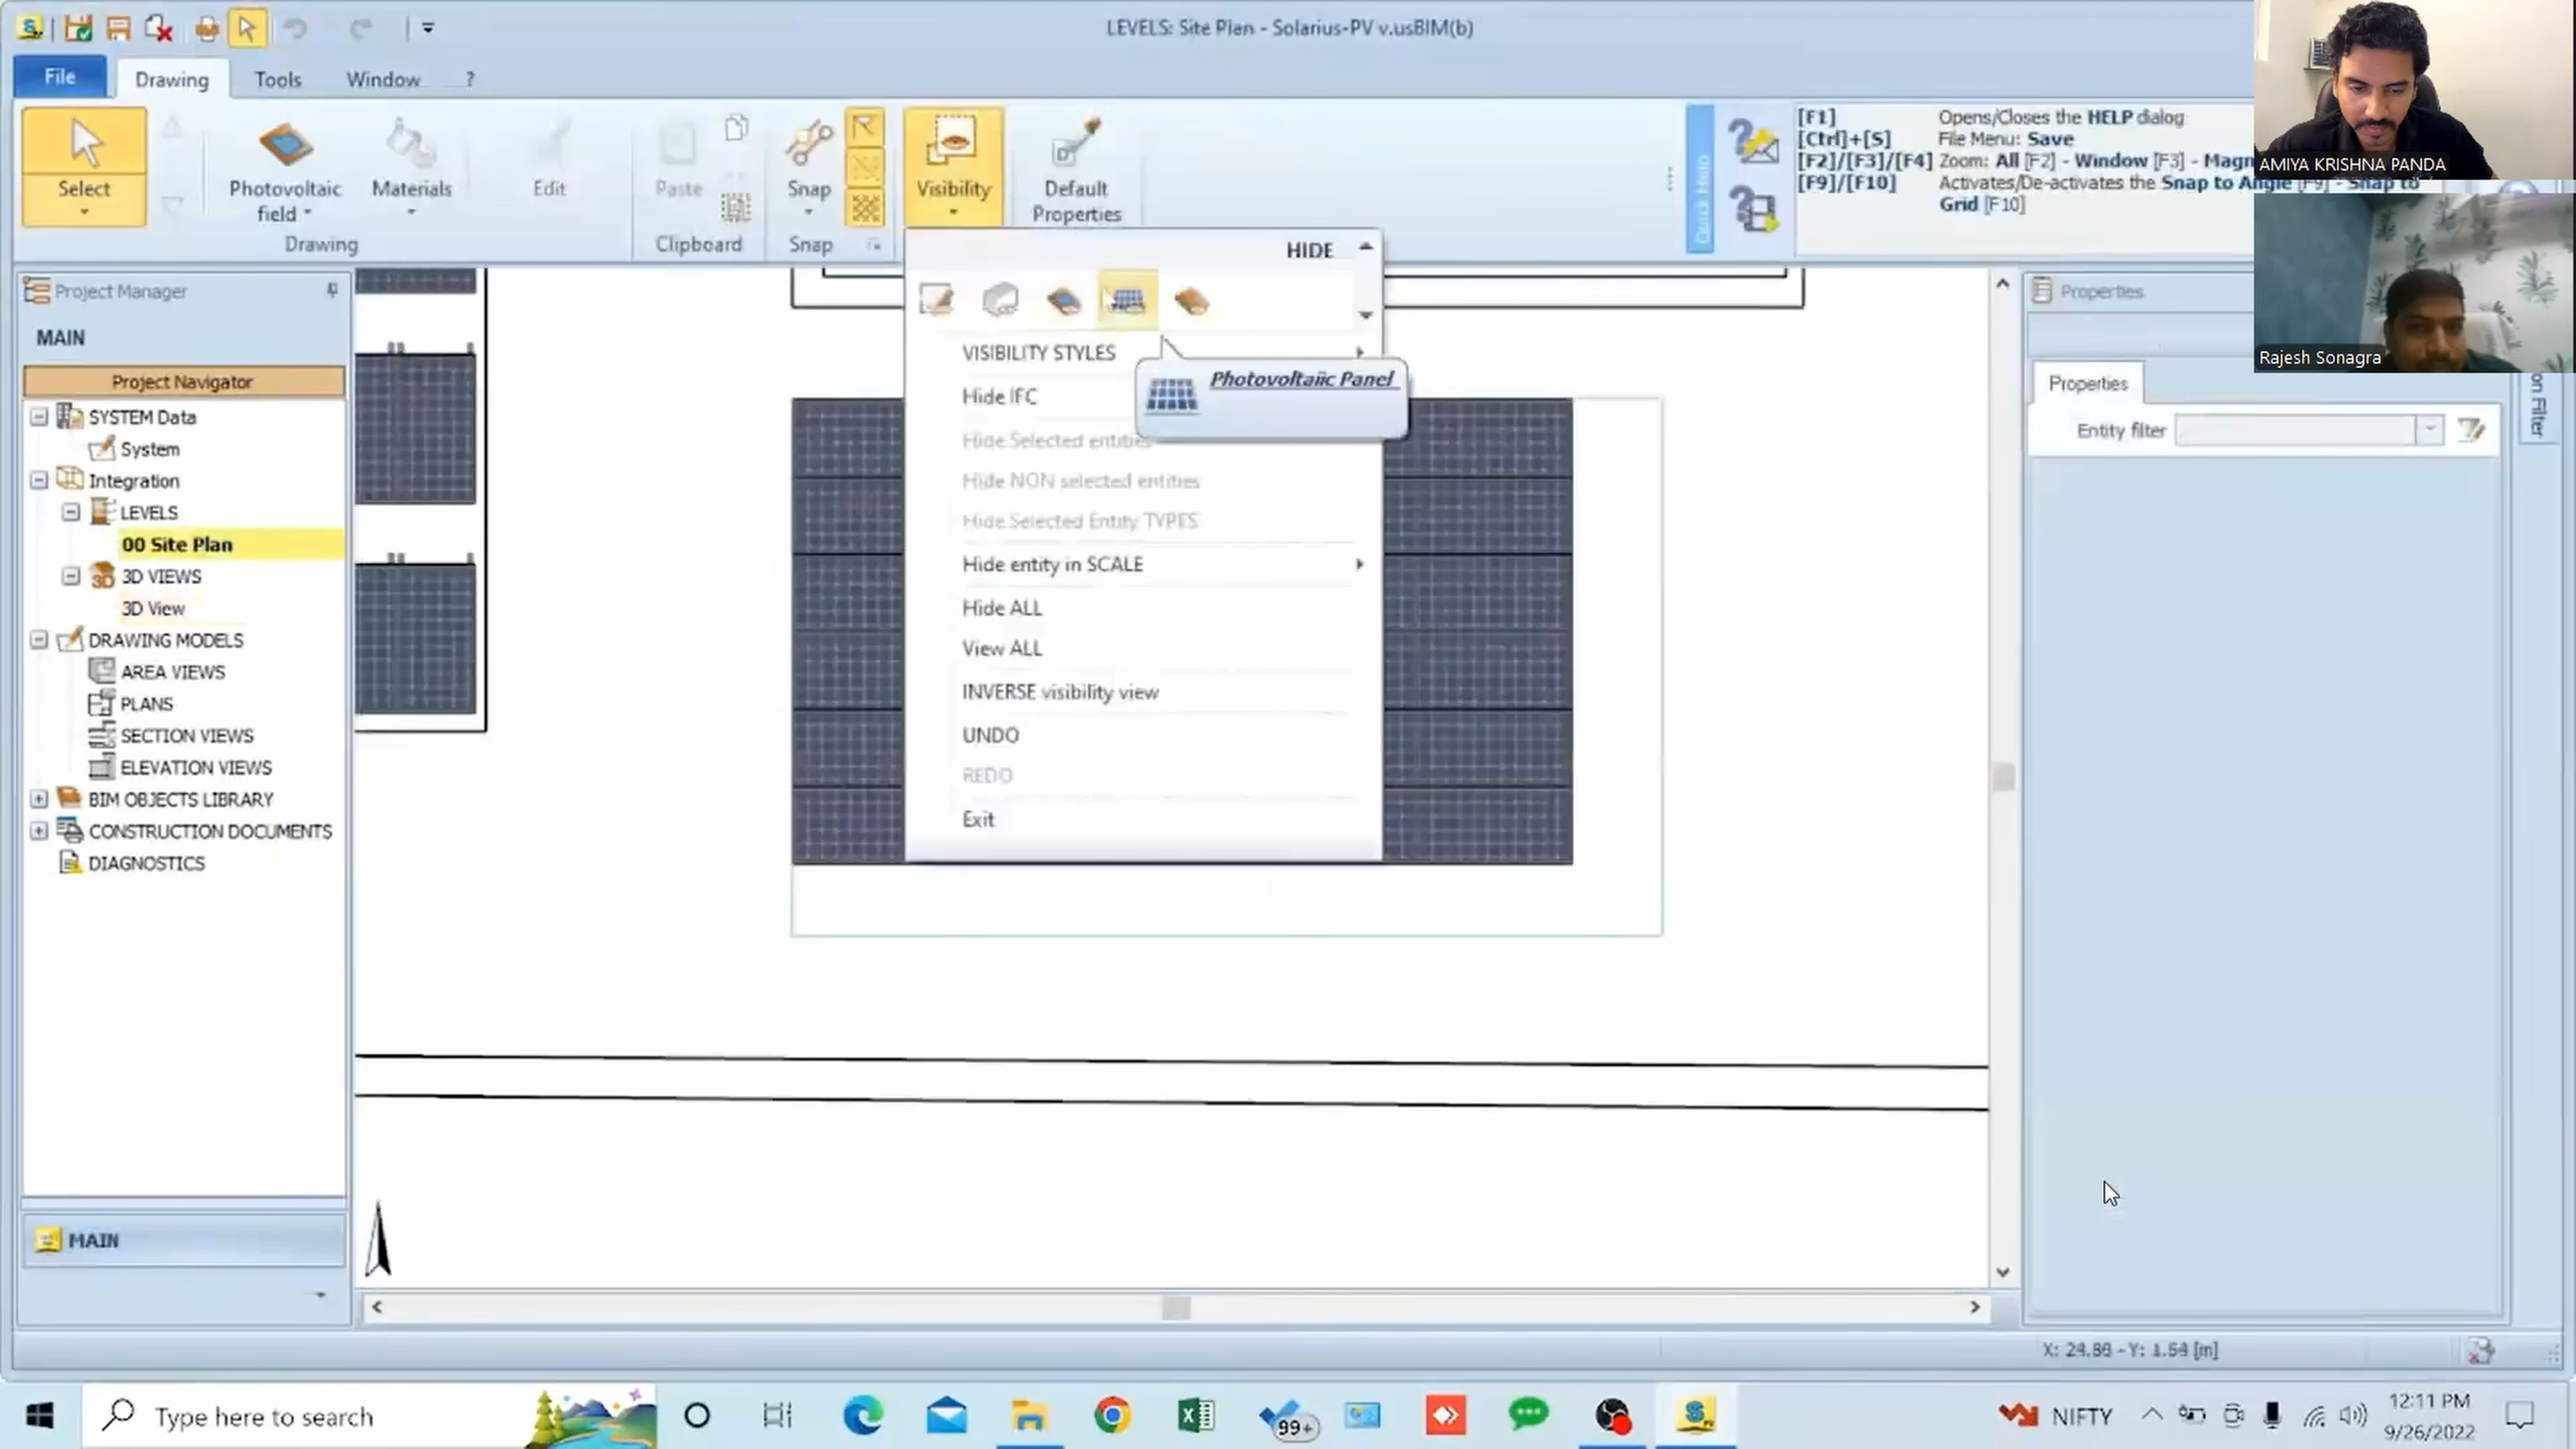 LEVELS: Site Plan - Solarius-PV v.usBIM(b)
File Drawing Tools Window ?
Select
Photovoltaic field
Materials
Edit
Drawing
Paste
Clipboard
Snap
Snap
Visibility
Default Properties
Quick Help
[F1] Opens/Closes the HELP dialog
[Ctrl]+[S] File Menu: Save
[F2]/[F3]/[F4] Zoom: All [F2] - Window [F3] - Magn
[F9]/[F10] Activates/De-activates the Snap to Angle [F9] - Snap to
Grid [F10]
AMIYA KRISHNA PANDA
Rajesh Sonagra
Project Manager
MAIN
Project Navigator
SYSTEM Data
System
Integration
LEVELS
00 Site Plan
3D VIEWS
3D View
DRAWING MODELS
AREA VIEWS
PLANS
SECTION VIEWS
ELEVATION VIEWS
BIM OBJECTS LIBRARY
CONSTRUCTION DOCUMENTS
DIAGNOSTICS
MAIN
HIDE
VISIBILITY STYLES
Photovoltaiic Panel
Hide IFC
Hide Selected entities
Hide NON selected entities
Hide Selected Entity TYPES
Hide entity in SCALE
Hide ALL
View ALL
INVERSE visibility view
UNDO
REDO
Exit
Properties
Properties
Entity filter
on Filter
X: 24.88 - Y: 1.54 [m]
Type here to search
99+
NIFTY
12:11 PM
9/26/2022